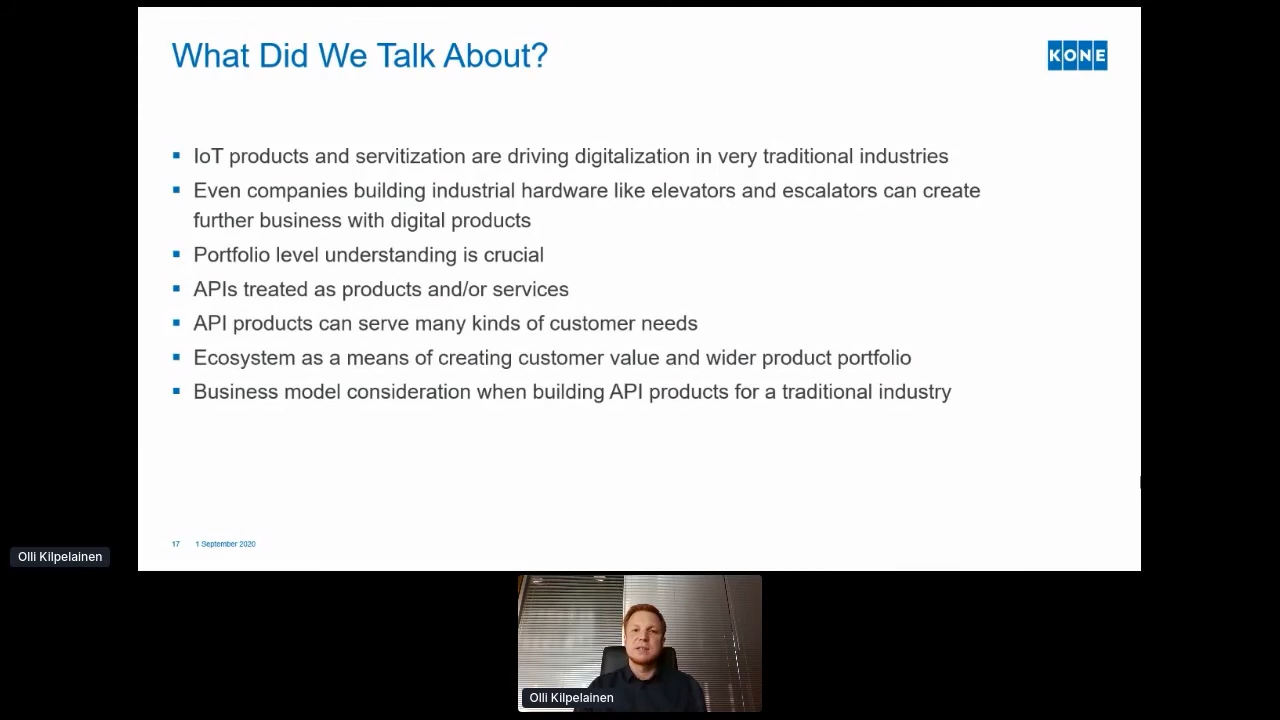 What Did We Talk About?
KONE
IoT products and servitization are driving digitalization in very traditional industries
Even companies building industrial hardware like elevators and escalators can create
further business with digital products
Portfolio level understanding is crucial
APIs treated as products and/or services
API products can serve many kinds of customer needs
Ecosystem as a means of creating customer value and wider product portfolio
Business model consideration when building API products for a traditional industry
17 1 September 2020
Olli Kilpelainen
Olli Kilpelainen